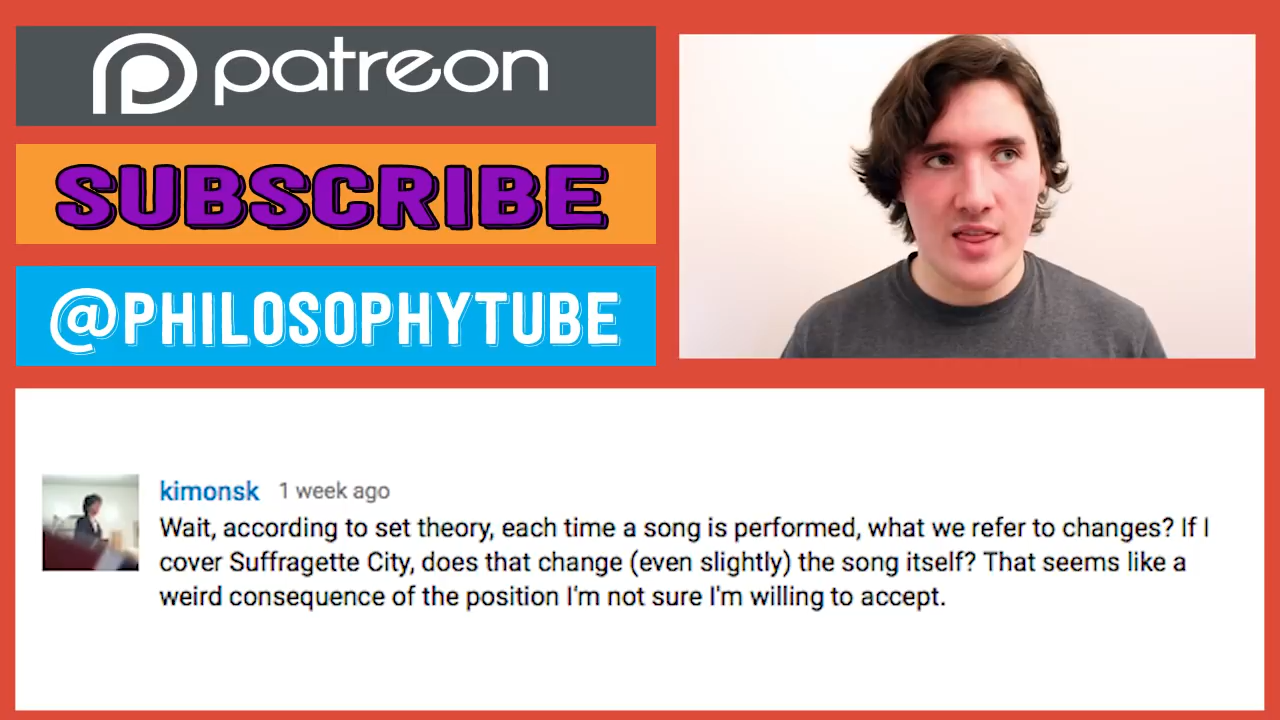 patreon
SUBSCRIBE
@PHILOSOPHYTUBE
kimonsk 1 week ago
Wait, according to set theory, each time a song is performed, what we refer to changes? If I
cover Suffragette City, does that change (even slightly) the song itself? That seems like a
weird consequence of the position I'm not sure I'm willing to accept.